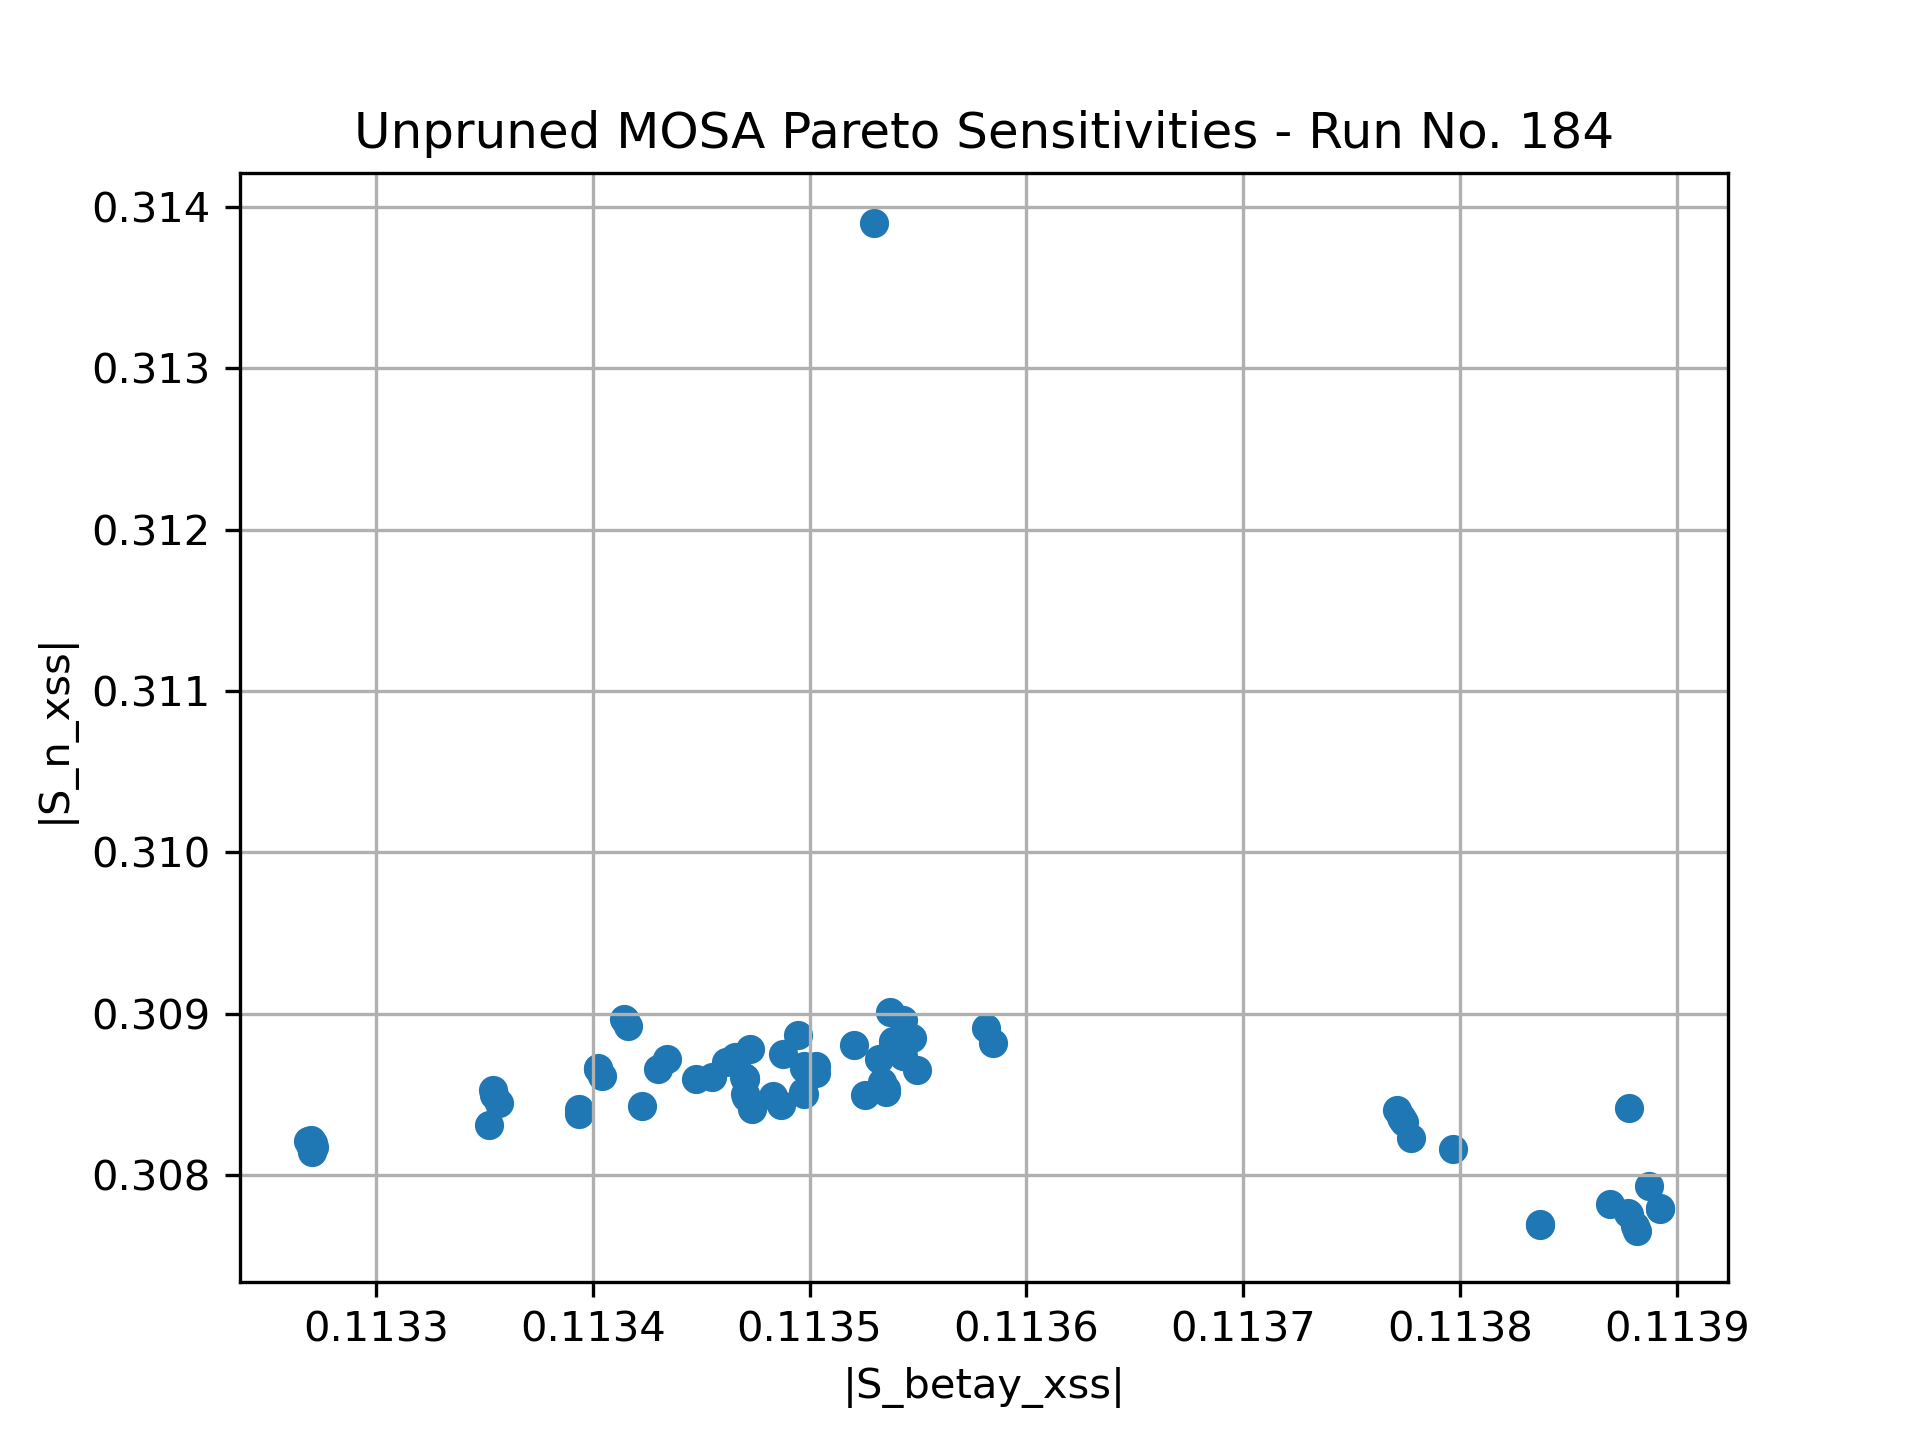 Unpruned MOSA Pareto Sensitivities - Run No. 184
|S_n_xss|
0.314
0.313
0.312
0.311
0.310
0.309
0.308
0.1133 0.1134 0.1135 0.1136 0.1137 0.1138 0.1139
|S_betay_xss|